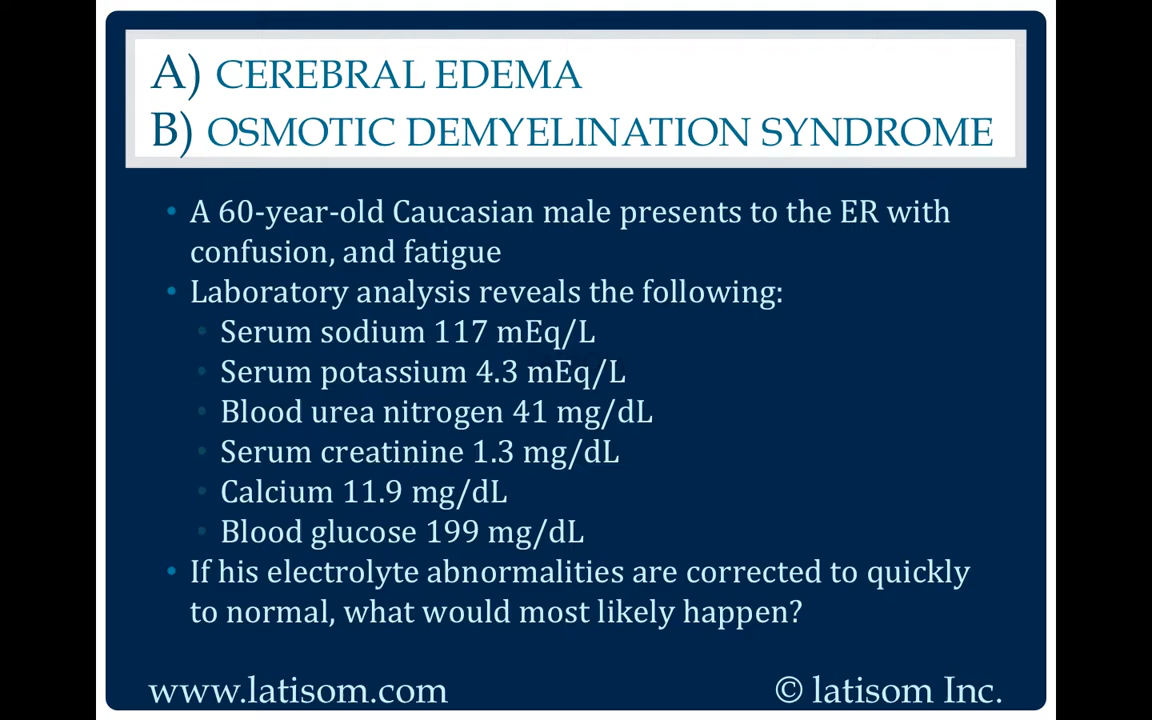 A) CEREBRAL EDEMA
B) OSMOTIC DEMYELINATION SYNDROME
• A 60-year-old Caucasian male presents to the ER with
confusion, and fatigue
• Laboratory analysis reveals the following:
• Serum sodium 117 mEq/L
• Serum potassium 4.3 mEq/L
• Blood urea nitrogen 41 mg/dL
• Serum creatinine 1.3 mg/dL
• Calcium 11.9 mg/dL
• Blood glucose 199 mg/dL
• If his electrolyte abnormalities are corrected to quickly
to normal, what would most likely happen?
www.latisom.com © latisom Inc.